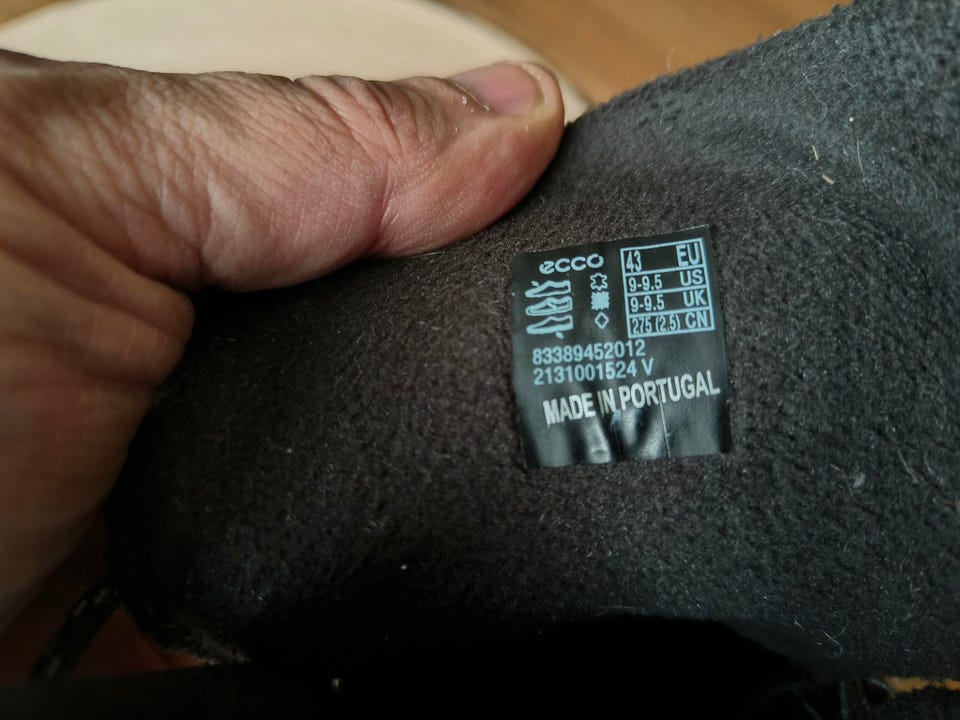 ecco
43 EU
9-9.5 US
9-9.5 UK
275 (2,5) CN
83389452012
2131001524 V
MADE IN PORTUGAL